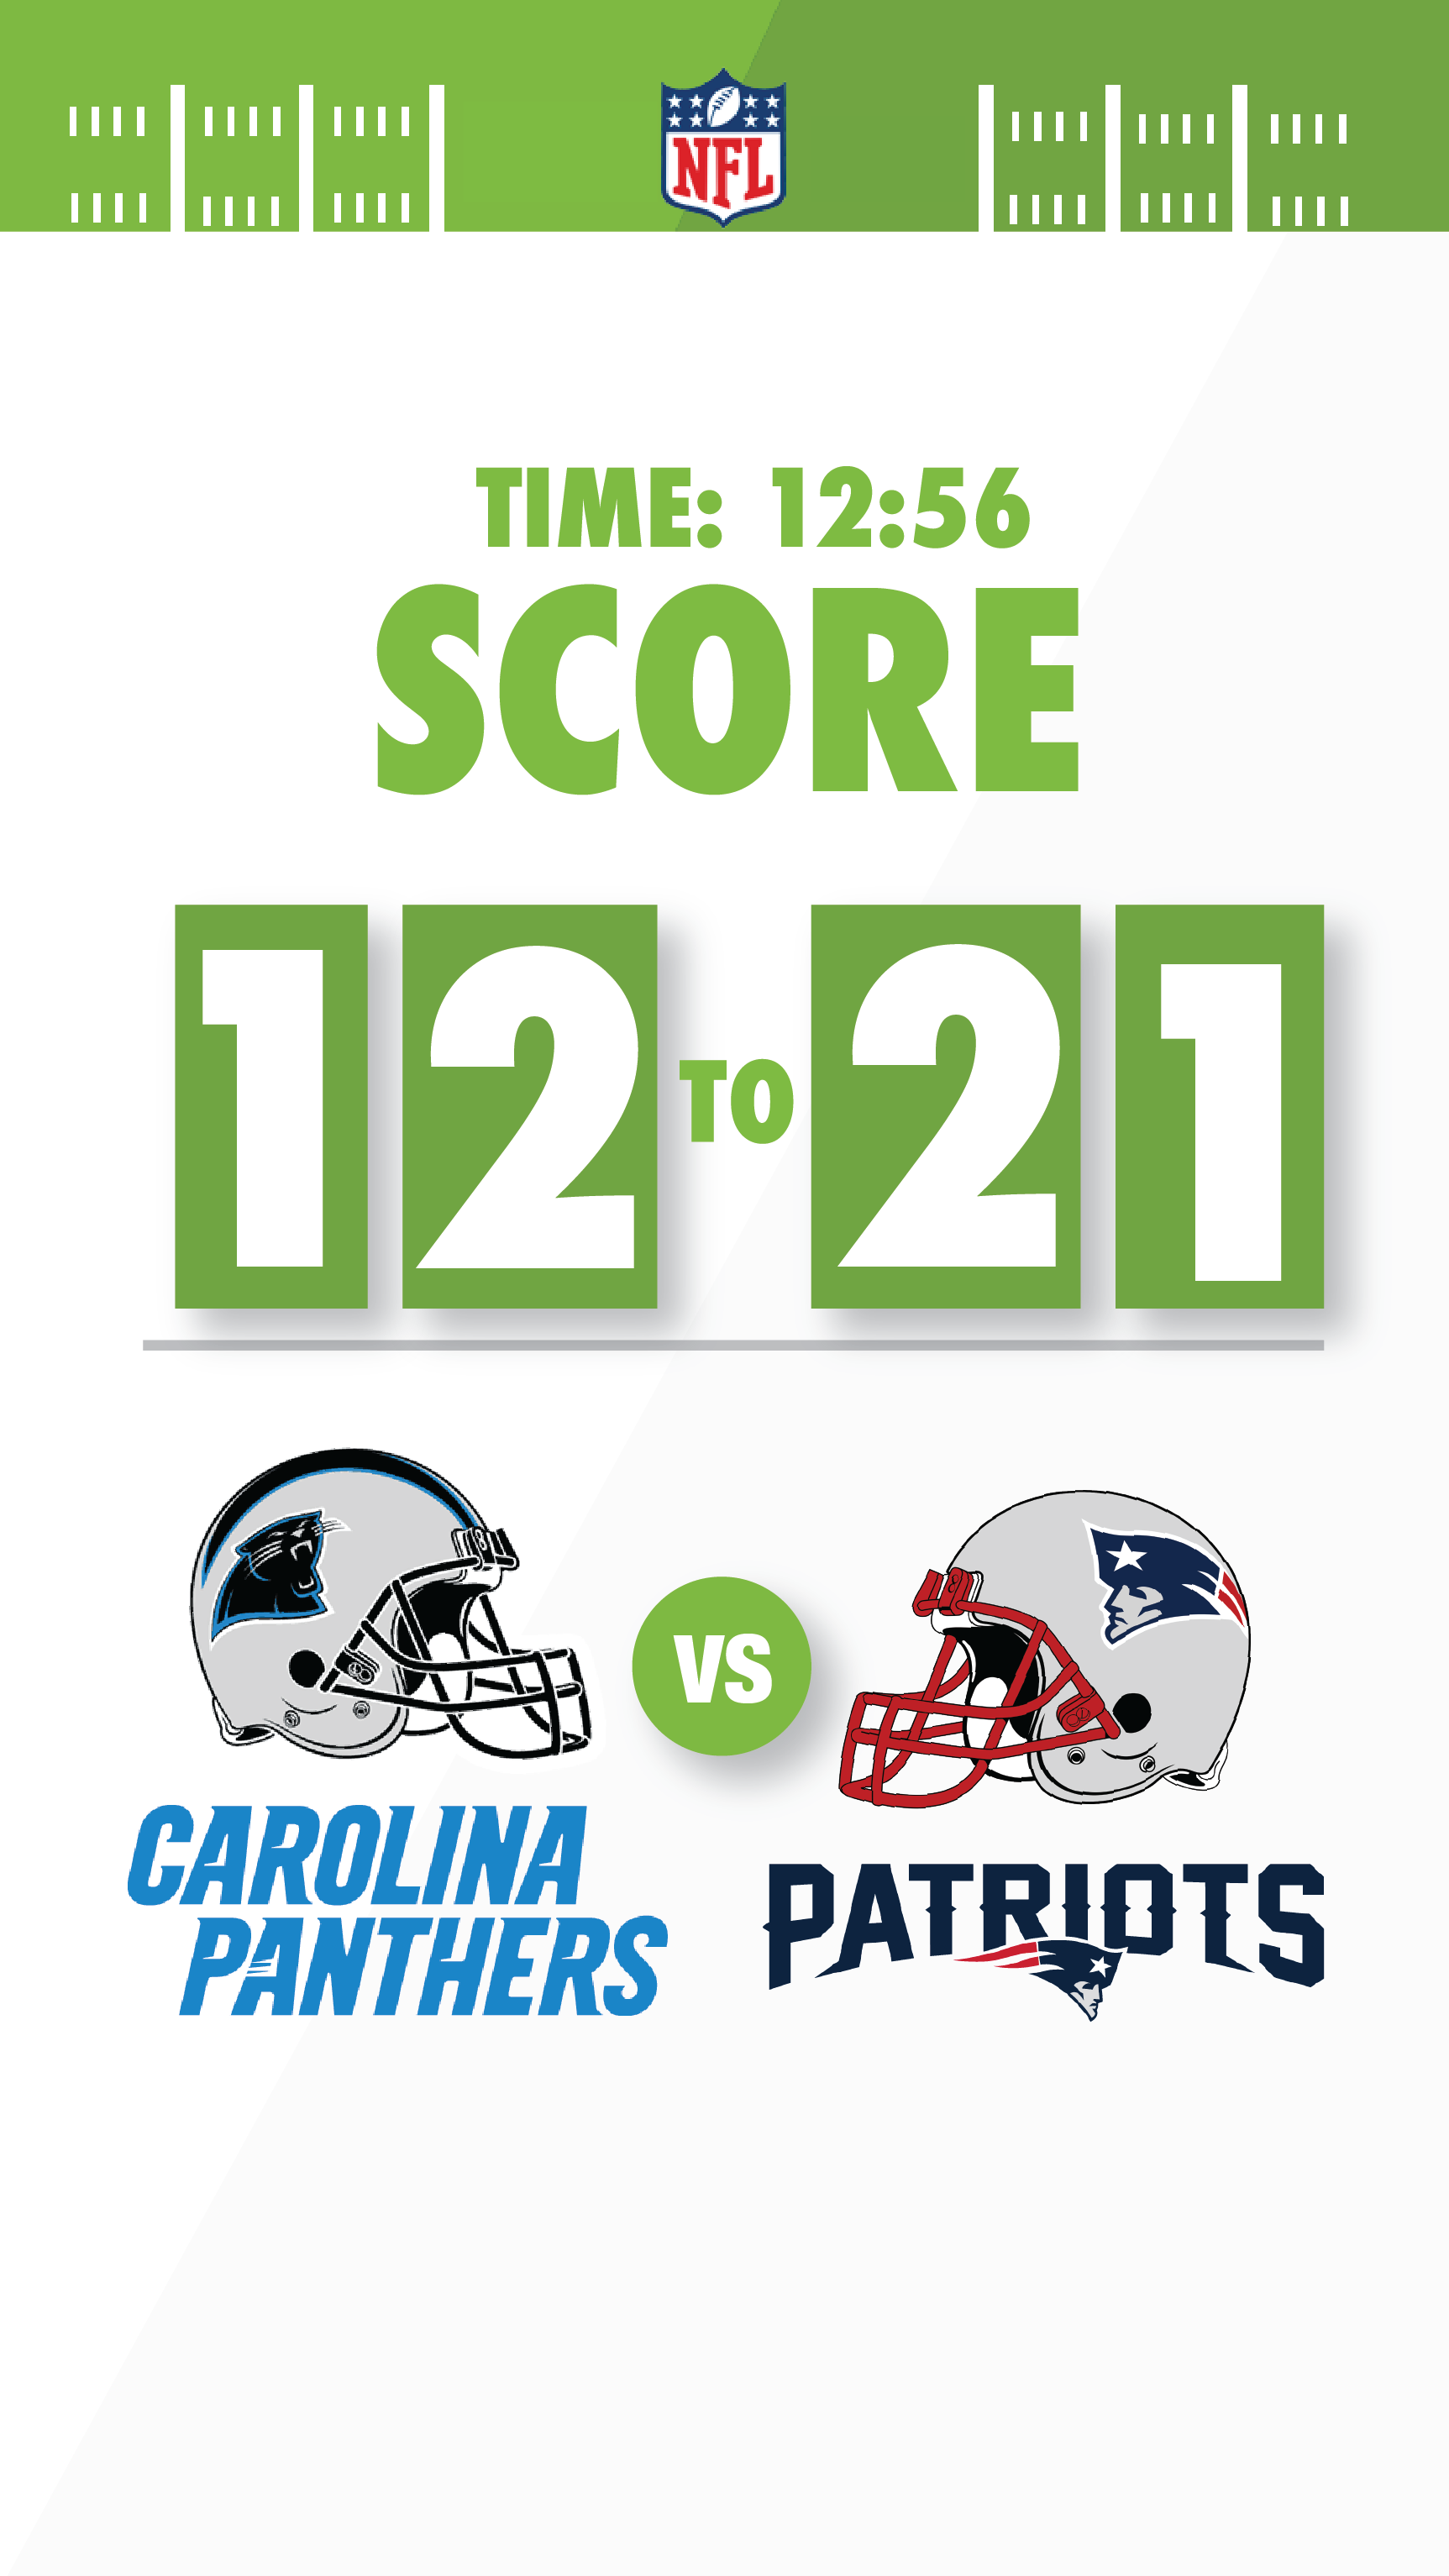 NFL
TIME: 12:56
SCORE
12 TO 21
VS
CAROLINA
PANTHERS
PATRIOTS